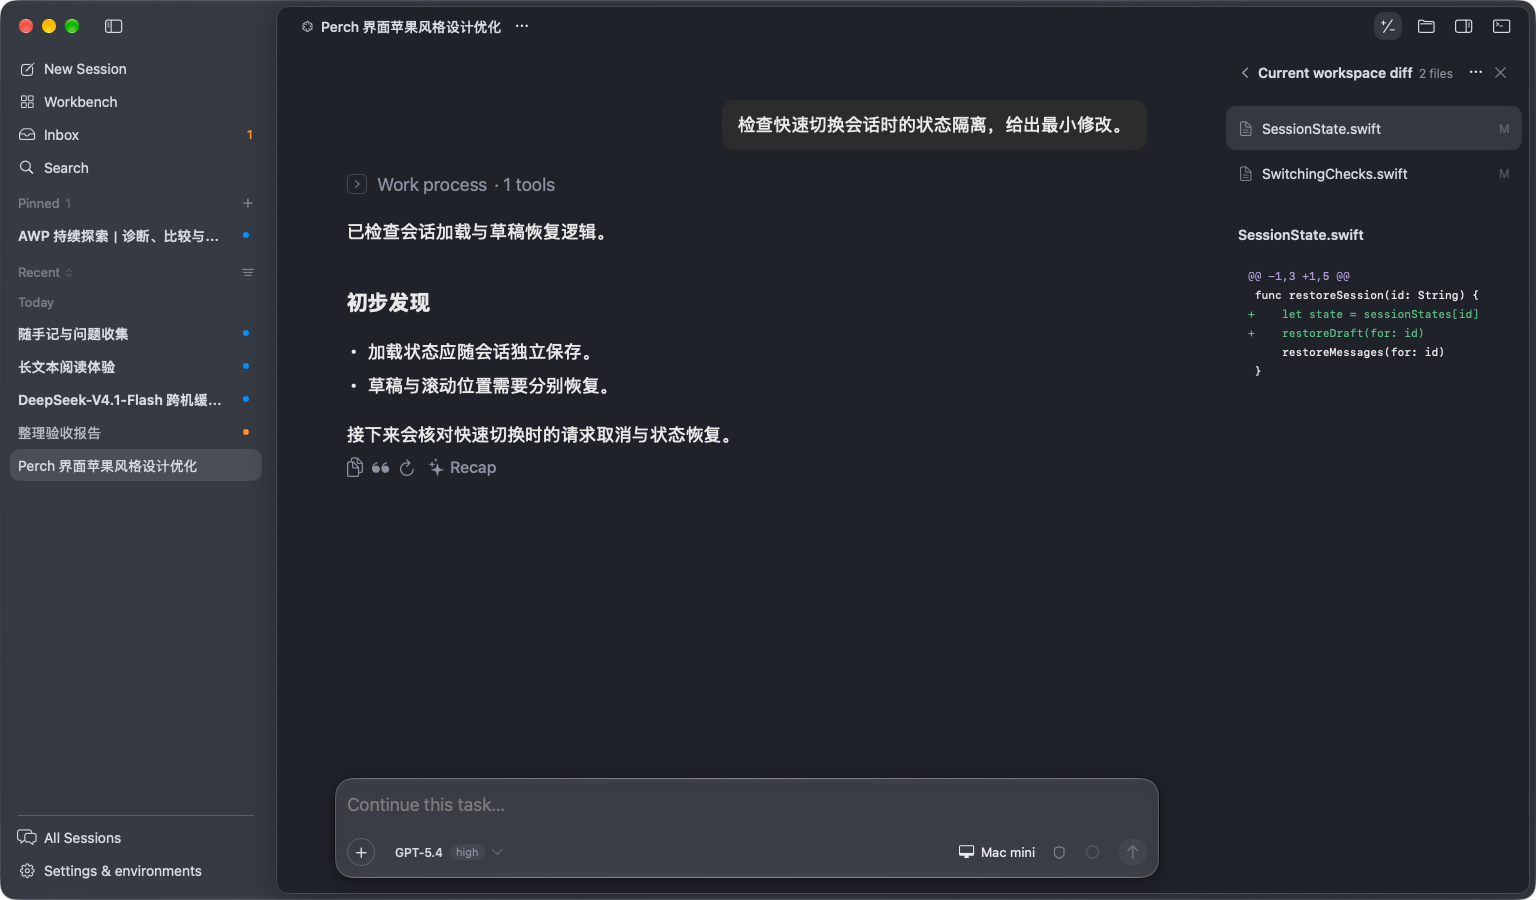 Perch 界面苹果风格设计优化 ···
New Session
Workbench
Inbox 1
Search
Pinned 1 +
AWP 持续探索 | 诊断、比较与...
Recent
Today
随手记与问题收集
长文本阅读体验
DeepSeek-V4.1-Flash 跨机缓...
整理验收报告
Perch 界面苹果风格设计优化
All Sessions
Settings & environments
检查快速切换会话时的状态隔离，给出最小修改。
Work process · 1 tools
已检查会话加载与草稿恢复逻辑。
初步发现
• 加载状态应随会话独立保存。
• 草稿与滚动位置需要分别恢复。
接下来会核对快速切换时的请求取消与状态恢复。
Recap
Continue this task...
GPT-5.4 high
Mac mini
Current workspace diff 2 files ···
SessionState.swift M
SwitchingChecks.swift M
SessionState.swift
@@ -1,3 +1,5 @@
func restoreSession(id: String) {
+ let state = sessionStates[id]
+ restoreDraft(for: id)
restoreMessages(for: id)
}